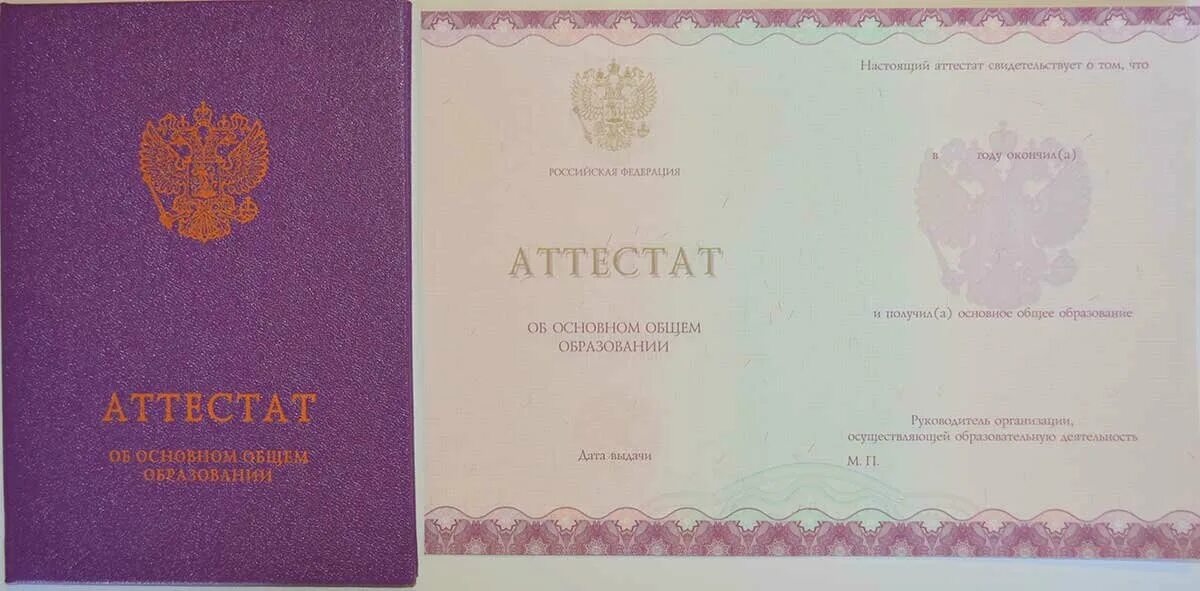 АТТЕСТАТ
ОБ ОСНОВНОМ ОБЩЕМ
ОБРАЗОВАНИИ
РОССИЙСКАЯ ФЕДЕРАЦИЯ
АТТЕСТАТ
ОБ ОСНОВНОМ ОБЩЕМ
ОБРАЗОВАНИИ
Дата выдачи
Настоящий аттестат свидетельствует о том, что
в году окончил(а)
и получил(а) основное общее образование
Руководитель организации,
осуществляющей образовательную деятельность
М. П.